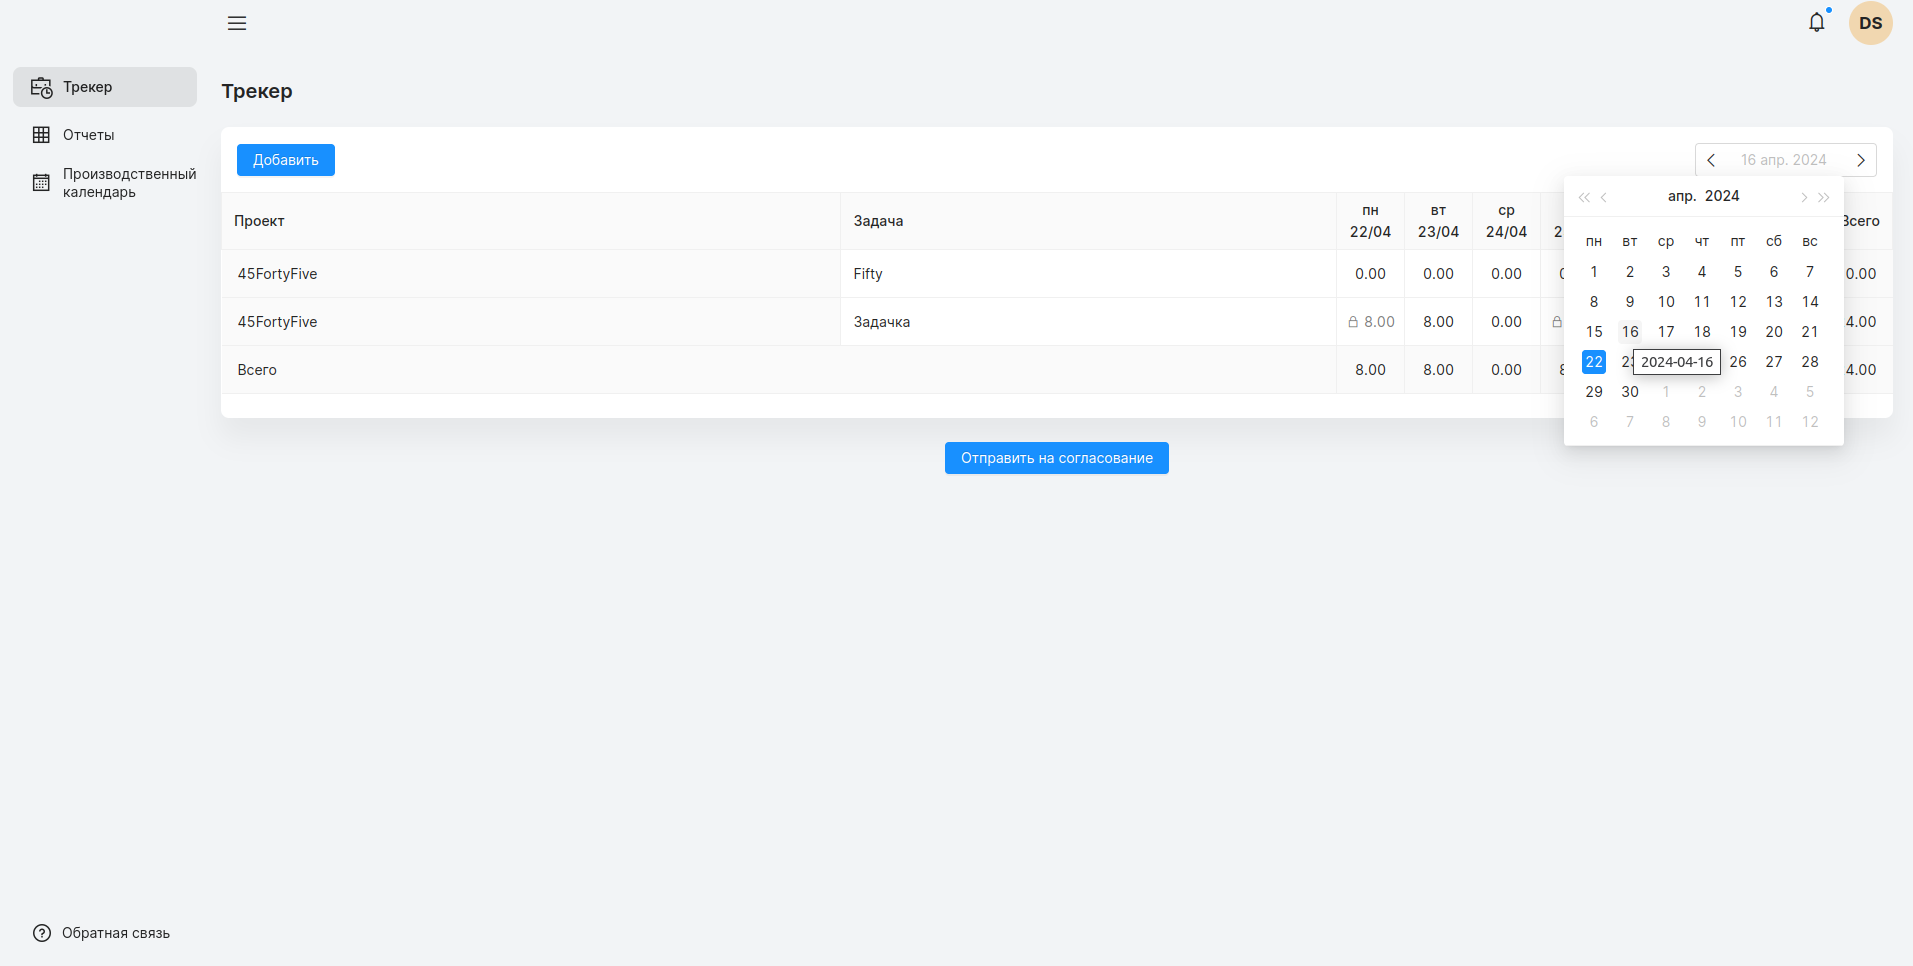 DS
Трекер
Отчеты
Производственный
календарь
Обратная связь
Трекер
Добавить
16 апр. 2024
Проект
Задача
пн
22/04
вт
23/04
ср
24/04
2
Всего
45FortyFive
Fifty
0.00 0.00 0.00 0.00
45FortyFive
Задачка
8.00 8.00 0.00 4.00
Всего
8.00 8.00 0.00 8 4.00
Отправить на согласование
апр. 2024
пн вт ср чт пт сб вс
1 2 3 4 5 6 7
8 9 10 11 12 13 14
15 16 17 18 19 20 21
22 23 2024-04-16 26 27 28
29 30 1 2 3 4 5
6 7 8 9 10 11 12